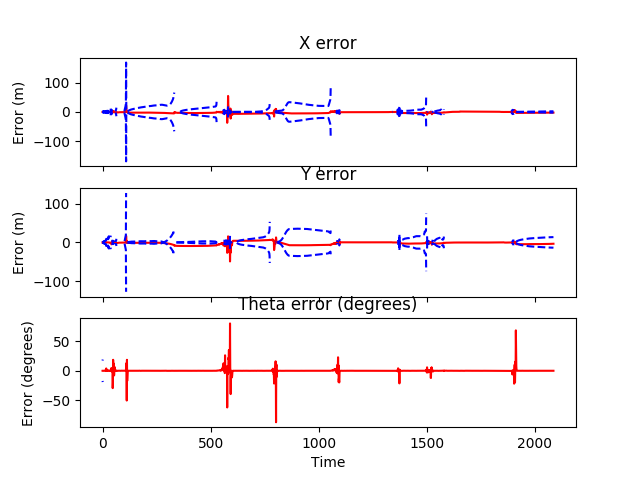 X error
Error (m)
100
0
−100
Y error
Error (m)
100
0
−100
Theta error (degrees)
Error (degrees)
50
0
−50
0
500
1000
1500
2000
Time